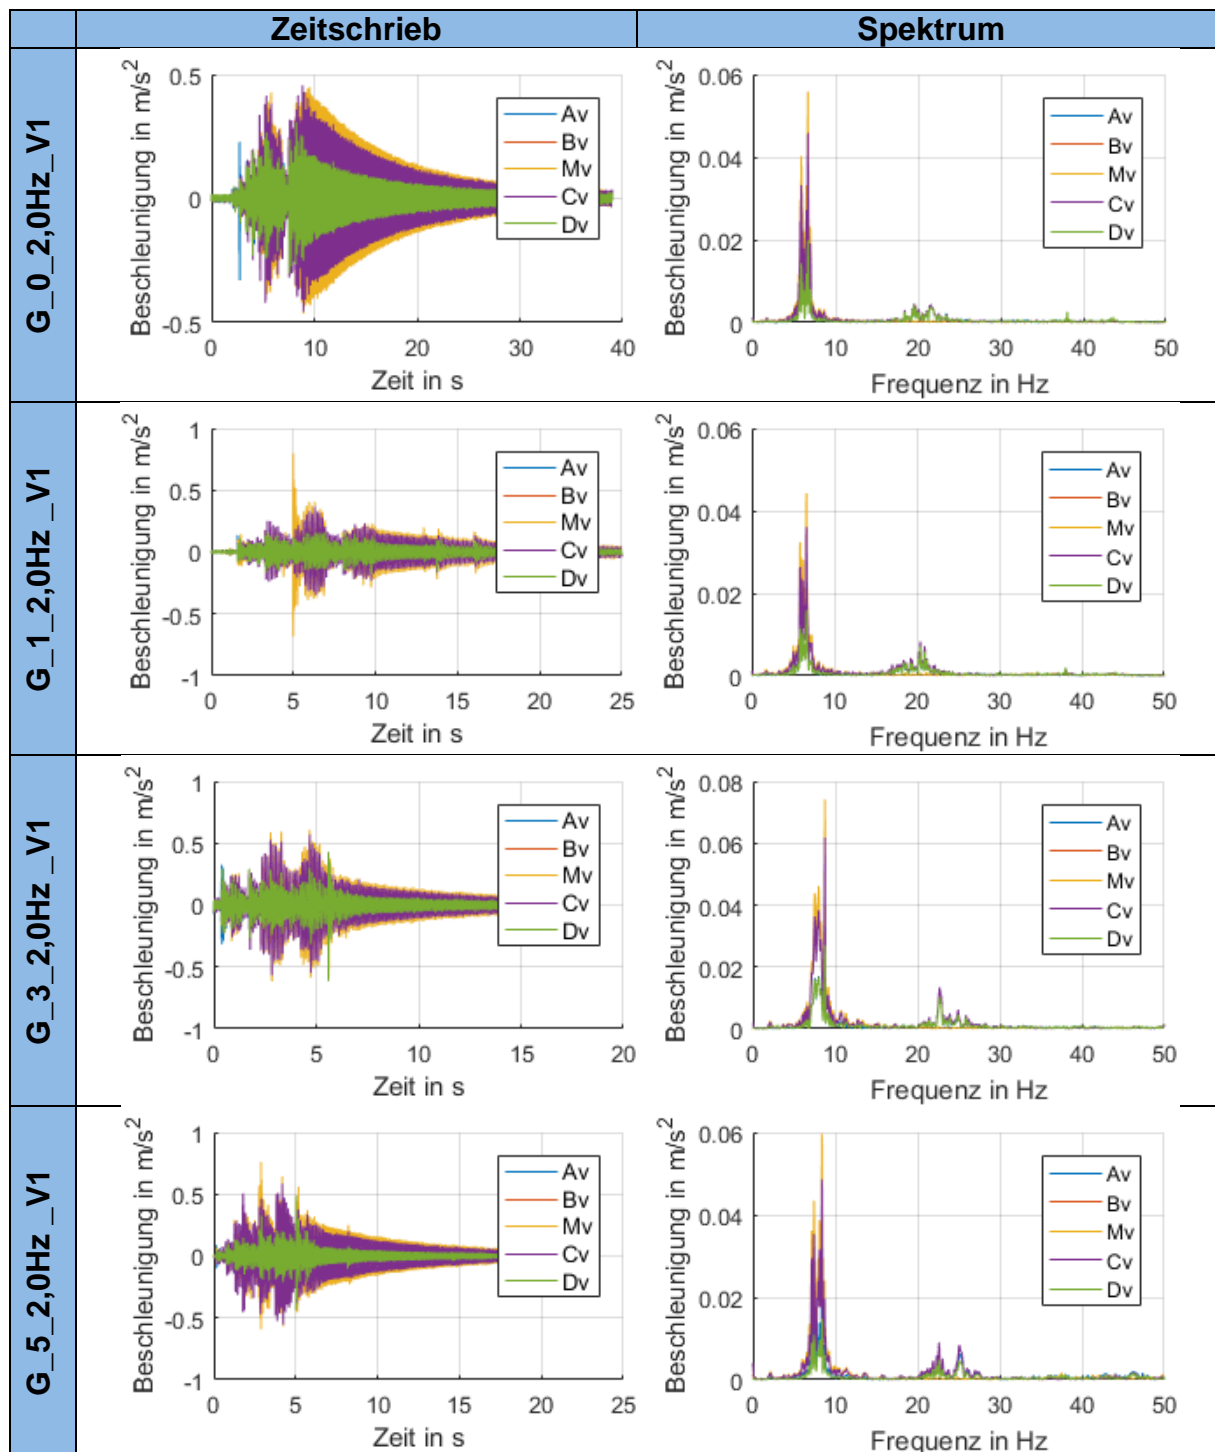 Zeitschrieb Spektrum
G_0_2,0Hz_V1
Beschleunigung in m/s²
0.5
0
-0.5
0 10 20 30 40
Zeit in s
Av
Bv
Mv
Cv
Dv
Beschleunigung in m/s²
0.06
0.04
0.02
0
0 10 20 30 40 50
Frequenz in Hz
Av
Bv
Mv
Cv
Dv
G_1_2,0Hz_V1
Beschleunigung in m/s²
1
0.5
0
-0.5
-1
0 5 10 15 20 25
Zeit in s
Av
Bv
Mv
Cv
Dv
Beschleunigung in m/s²
0.06
0.04
0.02
0
0 10 20 30 40 50
Frequenz in Hz
Av
Bv
Mv
Cv
Dv
G_3_2,0Hz _V1
Beschleunigung in m/s²
1
0.5
0
-0.5
-1
0 5 10 15 20
Zeit in s
Av
Bv
Mv
Cv
Dv
Beschleunigung in m/s²
0.08
0.06
0.04
0.02
0
0 10 20 30 40 50
Frequenz in Hz
Av
Bv
Mv
Cv
Dv
G_5_2,0Hz _V1
Beschleunigung in m/s²
1
0.5
0
-0.5
-1
0 5 10 15 20 25
Zeit in s
Av
Bv
Mv
Cv
Dv
Beschleunigung in m/s²
0.06
0.04
0.02
0
0 10 20 30 40 50
Frequenz in Hz
Av
Bv
Mv
Cv
Dv